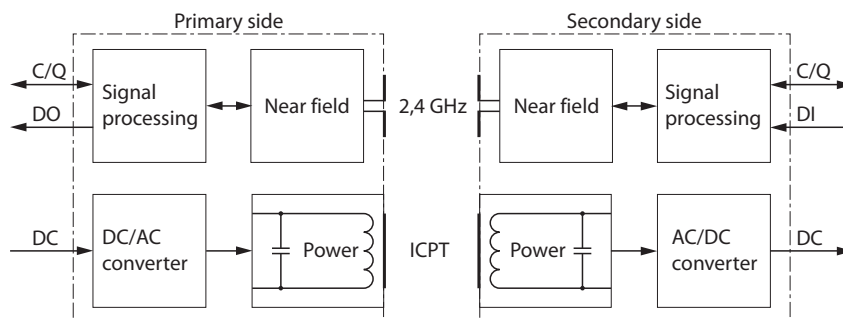 Primary side
Secondary side
C/Q
DO
Signal
processing
Near field
2,4 GHz
Near field
Signal
processing
C/Q
DI
DC
DC/AC
converter
Power
ICPT
Power
AC/DC
converter
DC